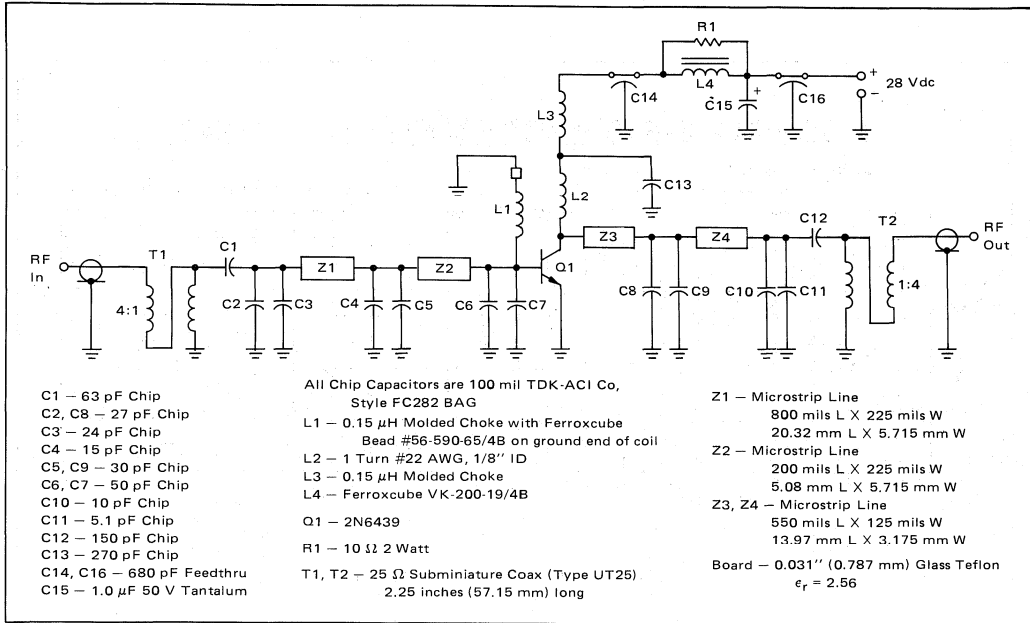 R1
L4
C14
C15
C16
+
−
28 Vdc
L3
C13
L1
L2
C12
T2
RF
Out
1:4
Z3
Z4
Q1
RF
In
T1
4:1
C1
Z1
Z2
C2
C3
C4
C5
C6
C7
C8
C9
C10
C11
+
C1 – 63 pF Chip
C2, C8 – 27 pF Chip
C3 – 24 pF Chip
C4 – 15 pF Chip
C5, C9 – 30 pF Chip
C6, C7 – 50 pF Chip
C10 – 10 pF Chip
C11 – 5.1 pF Chip
C12 – 150 pF Chip
C13 – 270 pF Chip
C14, C16 – 680 pF Feedthru
C15 – 1.0 μF 50 V Tantalum
All Chip Capacitors are 100 mil TDK-ACI Co,
Style FC282 BAG
L1 – 0.15 μH Molded Choke with Ferroxcube
Bead #56-590-65/4B on ground end of coil
L2 – 1 Turn #22 AWG, 1/8'' ID
L3 – 0.15 μH Molded Choke
L4 – Ferroxcube VK-200-19/4B
Q1 – 2N6439
R1 – 10 Ω 2 Watt
T1, T2 – 25 Ω Subminiature Coax (Type UT25)
2.25 inches (57.15 mm) long
Z1 – Microstrip Line
800 mils L X 225 mils W
20.32 mm L X 5.715 mm W
Z2 – Microstrip Line
200 mils L X 225 mils W
5.08 mm L X 5.715 mm W
Z3, Z4 – Microstrip Line
550 mils L X 125 mils W
13.97 mm L X 3.175 mm W
Board – 0.031'' (0.787 mm) Glass Teflon
εr = 2.56